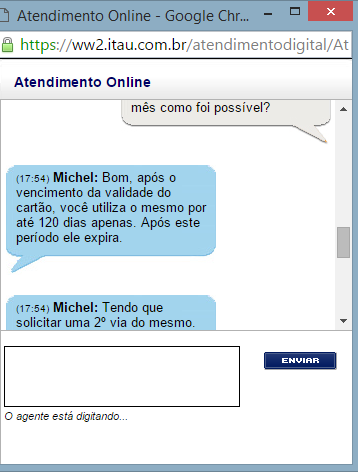 Atendimento Online - Google Chr...
https://ww2.itau.com.br/atendimentodigital/At
Atendimento Online
mês como foi possível?
(17:54) Michel: Bom, após o
vencimento da validade do
cartão, você utiliza o mesmo por
até 120 dias apenas. Após este
período ele expira.
(17:54) Michel: Tendo que
solicitar uma 2º via do mesmo.
ENVIAR
O agente está digitando...